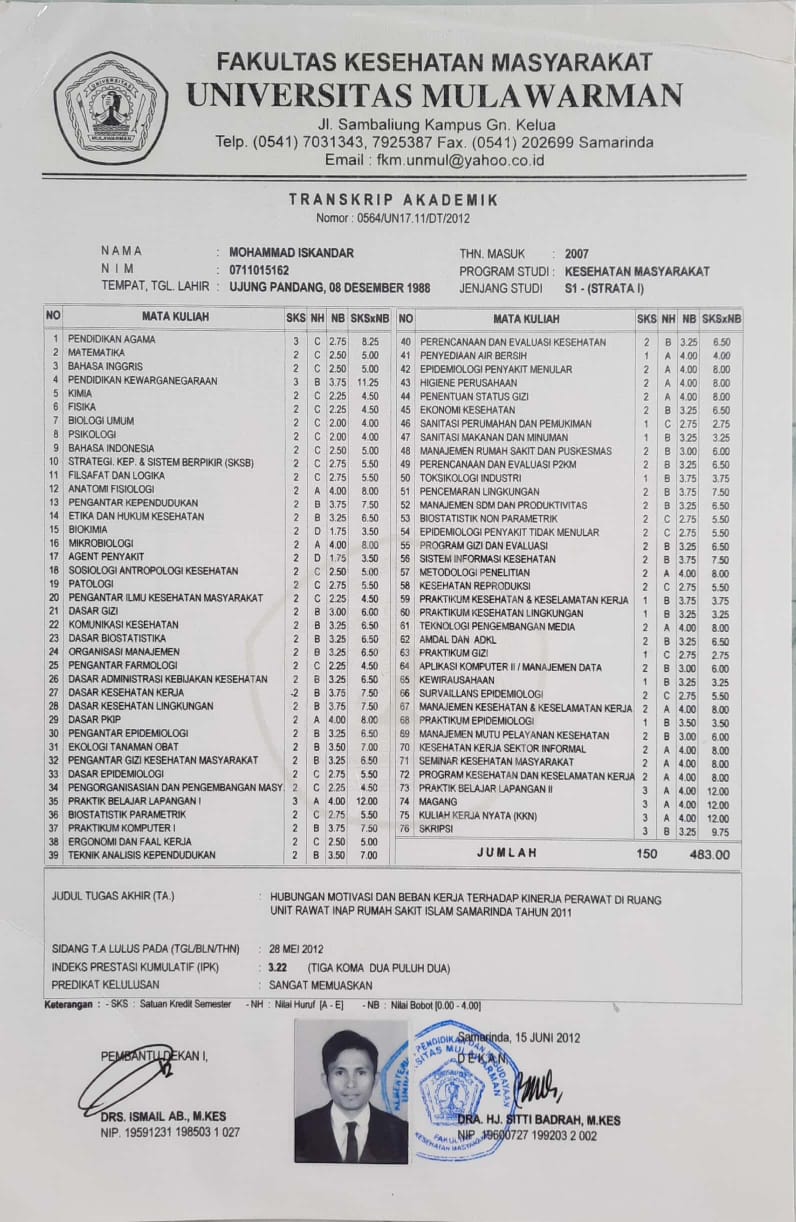 FAKULTAS KESEHATAN MASYARAKAT
UNIVERSITAS MULAWARMAN
Jl. Sambaliung Kampus Gn. Kelua
Telp. (0541) 7031343, 7925387 Fax. (0541) 202699 Samarinda
Email : fkm.unmul@yahoo.co.id
UNIVERSITAS
MULAWARMAN
TRANSKRIP AKADEMIK
Nomor : 0564/UN17.11/DT/2012
NAMA : MOHAMMAD ISKANDAR
NIM : 0711015162
TEMPAT, TGL. LAHIR : UJUNG PANDANG, 08 DESEMBER 1988
THN. MASUK : 2007
PROGRAM STUDI : KESEHATAN MASYARAKAT
JENJANG STUDI S1 - (STRATA I)
NO MATA KULIAH SKS NH NB SKSxNB
1 PENDIDIKAN AGAMA 3 C 2.75 8.25
2 MATEMATIKA 2 C 2.50 5.00
3 BAHASA INGGRIS 2 C 2.50 5.00
4 PENDIDIKAN KEWARGANEGARAAN 3 B 3.75 11.25
5 KIMIA 2 C 2.25 4.50
6 FISIKA 2 C 2.25 4.50
7 BIOLOGI UMUM 2 C 2.00 4.00
8 PSIKOLOGI 2 C 2.00 4.00
9 BAHASA INDONESIA 2 C 2.50 5.00
10 STRATEGI. KEP. & SISTEM BERPIKIR (SKSB) 2 C 2.75 5.50
11 FILSAFAT DAN LOGIKA 2 C 2.75 5.50
12 ANATOMI FISIOLOGI 2 A 4.00 8.00
13 PENGANTAR KEPENDUDUKAN 2 B 3.75 7.50
14 ETIKA DAN HUKUM KESEHATAN 2 B 3.25 6.50
15 BIOKIMIA 2 D 1.75 3.50
16 MIKROBIOLOGI 2 A 4.00 8.00
17 AGENT PENYAKIT 2 D 1.75 3.50
18 SOSIOLOGI ANTROPOLOGI KESEHATAN 2 C 2.50 5.00
19 PATOLOGI 2 C 2.75 5.50
20 PENGANTAR ILMU KESEHATAN MASYARAKAT 2 C 2.25 4.50
21 DASAR GIZI 2 B 3.00 6.00
22 KOMUNIKASI KESEHATAN 2 B 3.25 6.50
23 DASAR BIOSTATISTIKA 2 B 3.25 6.50
24 ORGANISASI MANAJEMEN 2 B 3.25 6.50
25 PENGANTAR FARMOLOGI 2 C 2.25 4.50
26 DASAR ADMINISTRASI KEBIJAKAN KESEHATAN 2 B 3.25 6.50
27 DASAR KESEHATAN KERJA -2 B 3.75 7.50
28 DASAR KESEHATAN LINGKUNGAN 2 B 3.75 7.50
29 DASAR PKIP 2 A 4.00 8.00
30 PENGANTAR EPIDEMIOLOGI 2 B 3.25 6.50
31 EKOLOGI TANAMAN OBAT 2 B 3.50 7.00
32 PENGANTAR GIZI KESEHATAN MASYARAKAT 2 B 3.25 6.50
33 DASAR EPIDEMIOLOGI 2 C 2.75 5.50
34 PENGORGANISASIAN DAN PENGEMBANGAN MASY. 2 C 2.25 4.50
35 PRAKTIK BELAJAR LAPANGAN I 3 A 4.00 12.00
36 BIOSTATIK PARAMETRIK 2 C 2.75 5.50
37 PRAKTIKUM KOMPUTER I 2 B 3.75 7.50
38 ERGONOMI DAN FAAL KERJA 2 C 2.50 5.00
39 TEKNIK ANALISIS KEPENDUDUKAN 2 B 3.50 7.00
NO MATA KULIAH SKS NH NB SKSxNB
40 PERENCANAAN DAN EVALUASI KESEHATAN 2 B 3.25 6.50
41 PENYEDIAAN AIR BERSIH 1 A 4.00 4.00
42 EPIDEMIOLOGI PENYAKIT MENULAR 2 A 4.00 8.00
43 HIGIENE PERUSAHAAN 2 A 4.00 8.00
44 PENENTUAN STATUS GIZI 2 A 4.00 8.00
45 EKONOMI KESEHATAN 2 B 3.25 6.50
46 SANITASI PERUMAHAN DAN PEMUKIMAN 1 C 2.75 2.75
47 SANITASI MAKANAN DAN MINUMAN 1 B 3.25 3.25
48 MANAJEMEN RUMAH SAKIT DAN PUSKESMAS 2 B 3.00 6.00
49 PERENCANAAN DAN EVALUASI P2KM 2 B 3.25 6.50
50 TOKSIKOLOGI INDUSTRI 1 B 3.75 3.75
51 PENCEMARAN LINGKUNGAN 2 B 3.75 7.50
52 MANAJEMEN SDM DAN PRODUKTIVITAS 2 B 3.25 6.50
53 BIOSTATISTIK NON PARAMETRIK 2 C 2.75 5.50
54 EPIDEMIOLOGI PENYAKIT TIDAK MENULAR 2 C 2.75 5.50
55 PROGRAM GIZI DAN EVALUASI 2 B 3.25 6.50
56 SISTEM INFORMASI KESEHATAN 2 B 3.75 7.50
57 METODOLOGI PENELITIAN 2 A 4.00 8.00
58 KESEHATAN REPRODUKSI 2 C 2.75 5.50
59 PRAKTIKUM KESEHATAN & KESELAMATAN KERJA 1 B 3.75 3.75
60 PRAKTIKUM KESEHATAN LINGKUNGAN 1 B 3.25 3.25
61 TEKNOLOGI PENGEMBANGAN MEDIA 2 A 4.00 8.00
62 AMDAL DAN ADKL 2 B 3.25 6.50
63 PRAKTIKUM GIZI 1 C 2.75 2.75
64 APLIKASI KOMPUTER II / MANAJEMEN DATA 2 B 3.00 6.00
65 KEWIRAUSAHAAN 1 B 3.25 3.25
66 SURVAILLANS EPIDEMIOLOGI 2 C 2.75 5.50
67 MANAJEMEN KESEHATAN & KESELAMATAN KERJA 2 A 4.00 8.00
68 PRAKTIKUM EPIDEMIOLOGI 1 B 3.50 3.50
69 MANAJEMEN MUTU PELAYANAN KESEHATAN 2 B 3.00 6.00
70 KESEHATAN KERJA SEKTOR INFORMAL 2 A 4.00 8.00
71 SEMINAR KESEHATAN MASYARAKAT 2 A 4.00 8.00
72 PROGRAM KESEHATAN DAN KESELAMATAN KERJA 2 A 4.00 8.00
73 PRAKTIK BELAJAR LAPANGAN II 3 A 4.00 12.00
74 MAGANG 3 A 4.00 12.00
75 KULIAH KERJA NYATA (KKN) 3 A 4.00 12.00
76 SKRIPSI 3 B 3.25 9.75
JUMLAH 150 483.00
JUDUL TUGAS AKHIR (TA.) : HUBUNGAN MOTIVASI DAN BEBAN KERJA TERHADAP KINERJA PERAWAT DI RUANG
UNIT RAWAT INAP RUMAH SAKIT ISLAM SAMARINDA TAHUN 2011
SIDANG T.A LULUS PADA (TGL/BLN/THN) : 28 MEI 2012
INDEKS PRESTASI KUMULATIF (IPK) : 3.22 (TIGA KOMA DUA PULUH DUA)
PREDIKAT KELULUSAN : SANGAT MEMUASKAN
Keterangan : - SKS : Satuan Kredit Semester - NH : Nilai Huruf [A - E] - NB : Nilai Bobot [0.00 - 4.00]
PEMBANTU DEKAN I,
DRS. ISMAIL AB., M.KES
NIP. 19591231 198503 1 027
Samarinda, 15 JUNI 2012
DEKAN
DRA. HJ. SITTI BADRAH, M.KES
NIP. 19600727 199203 2 002
PENDIDIKAN DAN KEBUDAYAAN
UNIVERSITAS MULAWARMAN
KESEHATAN MASYARAKAT